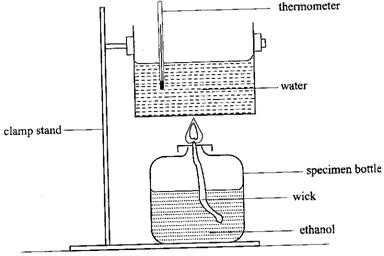 thermometer
water
clamp stand
specimen bottle
wick
ethanol